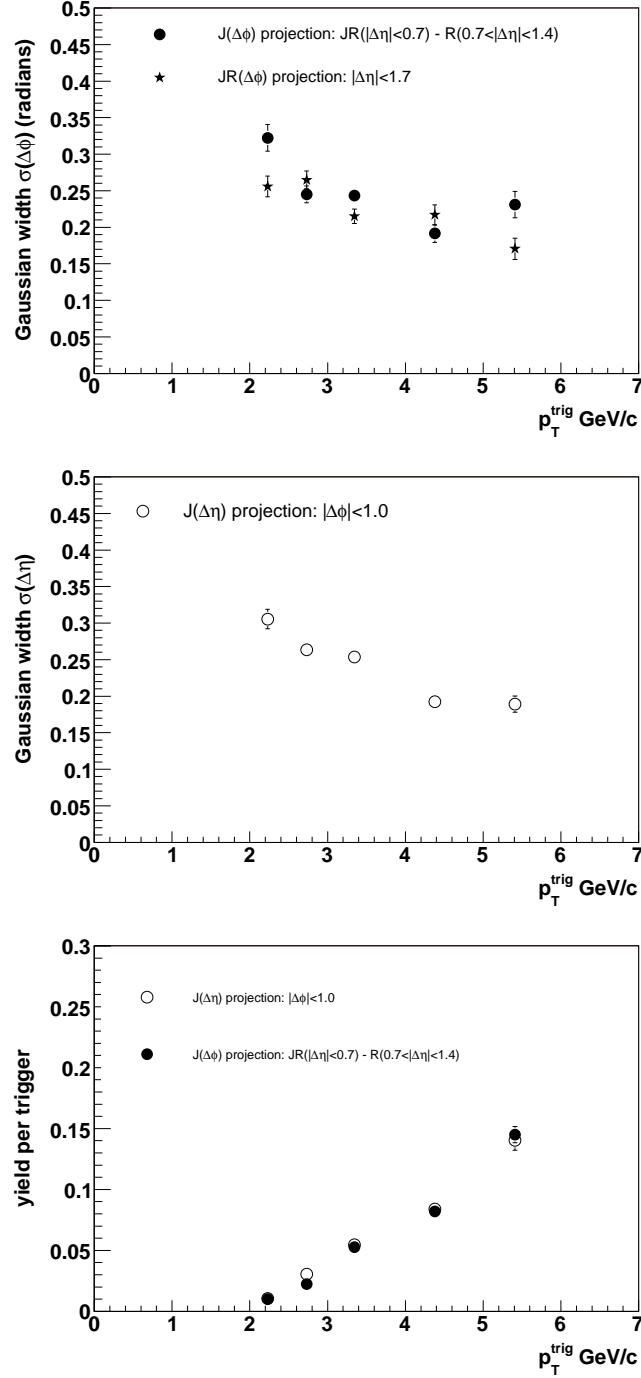 0.5
0.45
0.4
0.35
0.3
0.25
0.2
0.15
0.1
0.05
0
Gaussian width σ(Δϕ) (radians)
J(Δϕ) projection: JR(|Δη|<0.7) - R(0.7<|Δη|<1.4)
JR(Δϕ) projection: |Δη|<1.7
0 1 2 3 4 5 6 7
p_T^trig GeV/c
0.5
0.45
0.4
0.35
0.3
0.25
0.2
0.15
0.1
0.05
0
Gaussian width σ(Δη)
J(Δη) projection: |Δϕ|<1.0
0 1 2 3 4 5 6 7
p_T^trig GeV/c
0.3
0.25
0.2
0.15
0.1
0.05
0
yield per trigger
J(Δη) projection: |Δϕ|<1.0
J(Δϕ) projection: JR(|Δη|<0.7) - R(0.7<|Δη|<1.4)
0 1 2 3 4 5 6 7
p_T^trig GeV/c